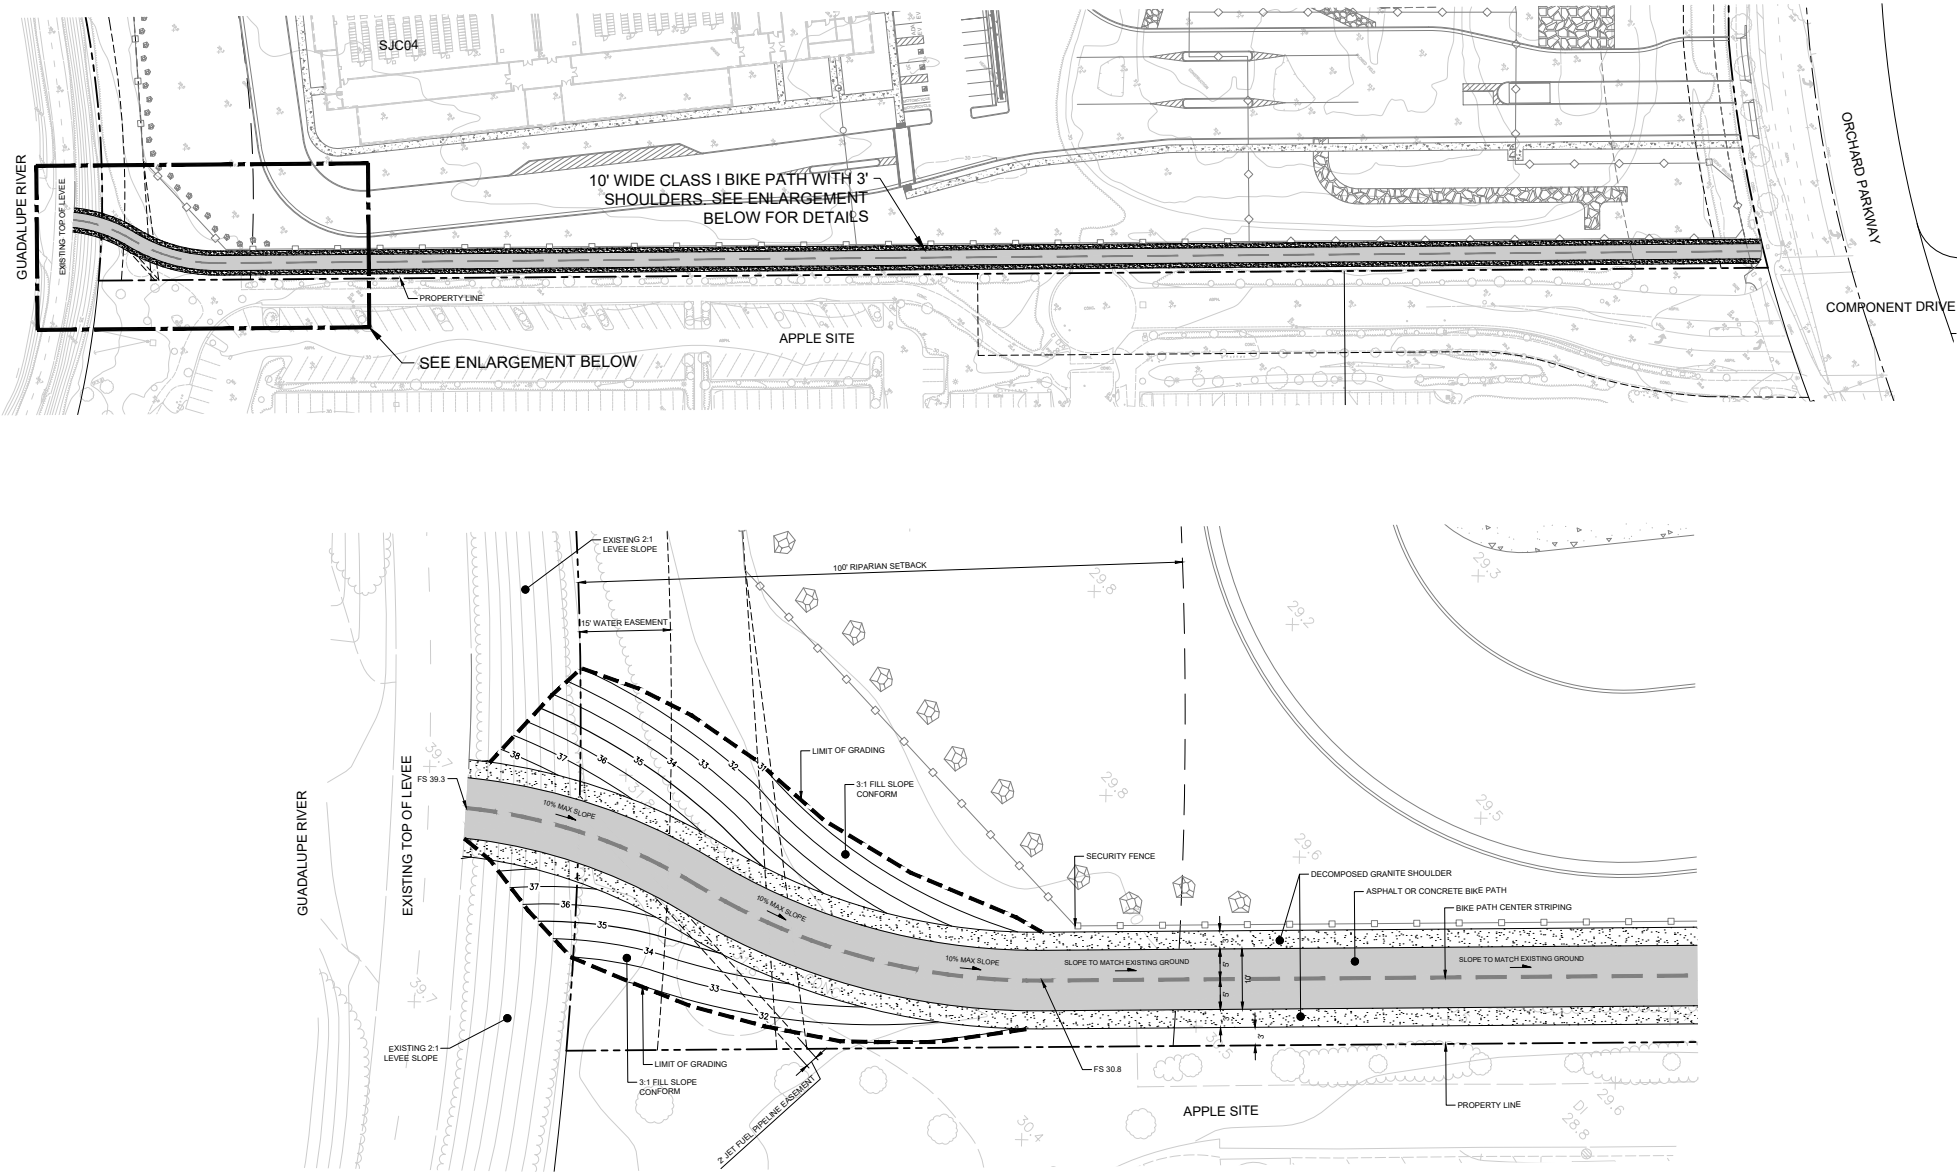 SJC04
GUADALUPE RIVER
EXISTING TOP OF LEVEE
10' WIDE CLASS I BIKE PATH WITH 3'
SHOULDERS. SEE ENLARGEMENT
BELOW FOR DETAILS
ORCHARD PARKWAY
PROPERTY LINE
COMPONENT DRIVE
APPLE SITE
SEE ENLARGEMENT BELOW
EXISTING 2:1
LEVEE SLOPE
100' RIPARIAN SETBACK
15' WATER EASEMENT
29.3
29.8
29.2
39.7
FS 39.3
38
37
36
35
34
33
32
31
LIMIT OF GRADING
3:1 FILL SLOPE
CONFORM
29.8
29.5
29.6
10% MAX SLOPE
GUADALUPE RIVER
EXISTING TOP OF LEVEE
SECURITY FENCE
DECOMPOSED GRANITE SHOULDER
ASPHALT OR CONCRETE BIKE PATH
BIKE PATH CENTER STRIPING
10% MAX SLOPE
37
36
35
34
33
32
10% MAX SLOPE
SLOPE TO MATCH EXISTING GROUND
SLOPE TO MATCH EXISTING GROUND
3'
5'
10'
5'
3'
3'
39.7
EXISTING 2:1
LEVEE SLOPE
LIMIT OF GRADING
3:1 FILL SLOPE
CONFORM
2' JET FUEL PIPELINE EASEMENT
FS 30.8
APPLE SITE
PROPERTY LINE
30.4
29.6
DI
28.8